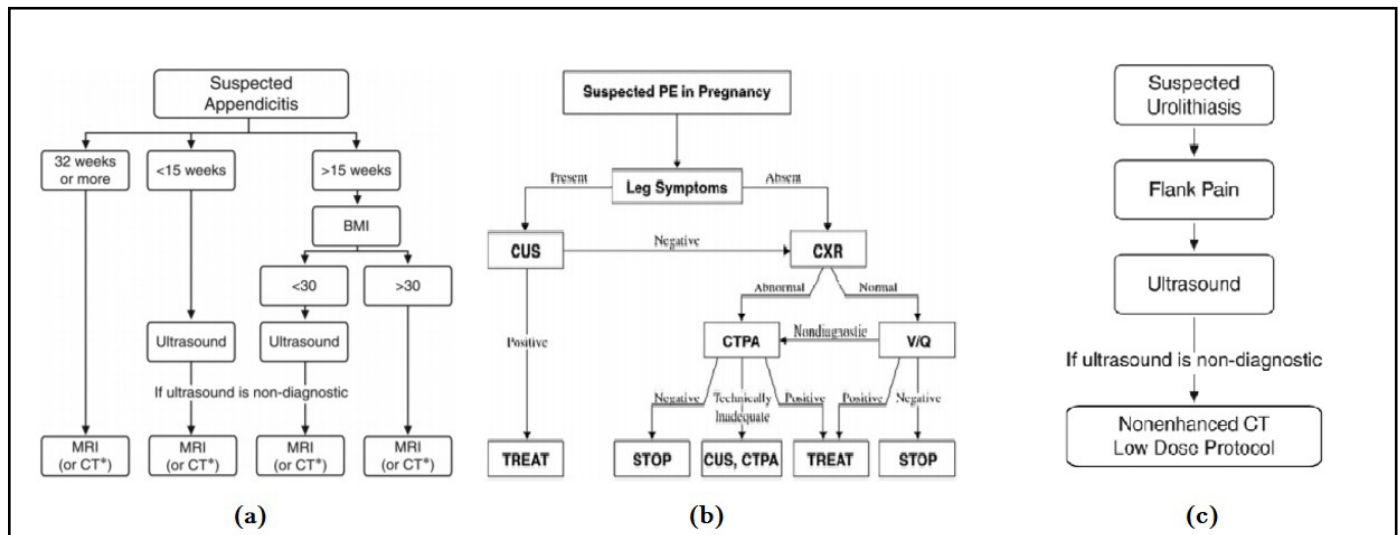 Suspected
Appendicitis
32 weeks
or more
<15 weeks
>15 weeks
BMI
<30
>30
Ultrasound
Ultrasound
If ultrasound is non-diagnostic
MRI
(or CT*)
MRI
(or CT*)
MRI
(or CT*)
MRI
(or CT*)
(a)
Suspected PE in Pregnancy
Present
Leg Symptoms
Absent
CUS
Negative
CXR
Abnormal
Normal
Positive
CTPA
Nondiagnostic
V/Q
Negative
Technically
Inadequate
Positive
Positive
Negative
TREAT
STOP
CUS, CTPA
TREAT
STOP
(b)
Suspected
Urolithiasis
Flank Pain
Ultrasound
If ultrasound is non-diagnostic
Nonenhanced CT
Low Dose Protocol
(c)